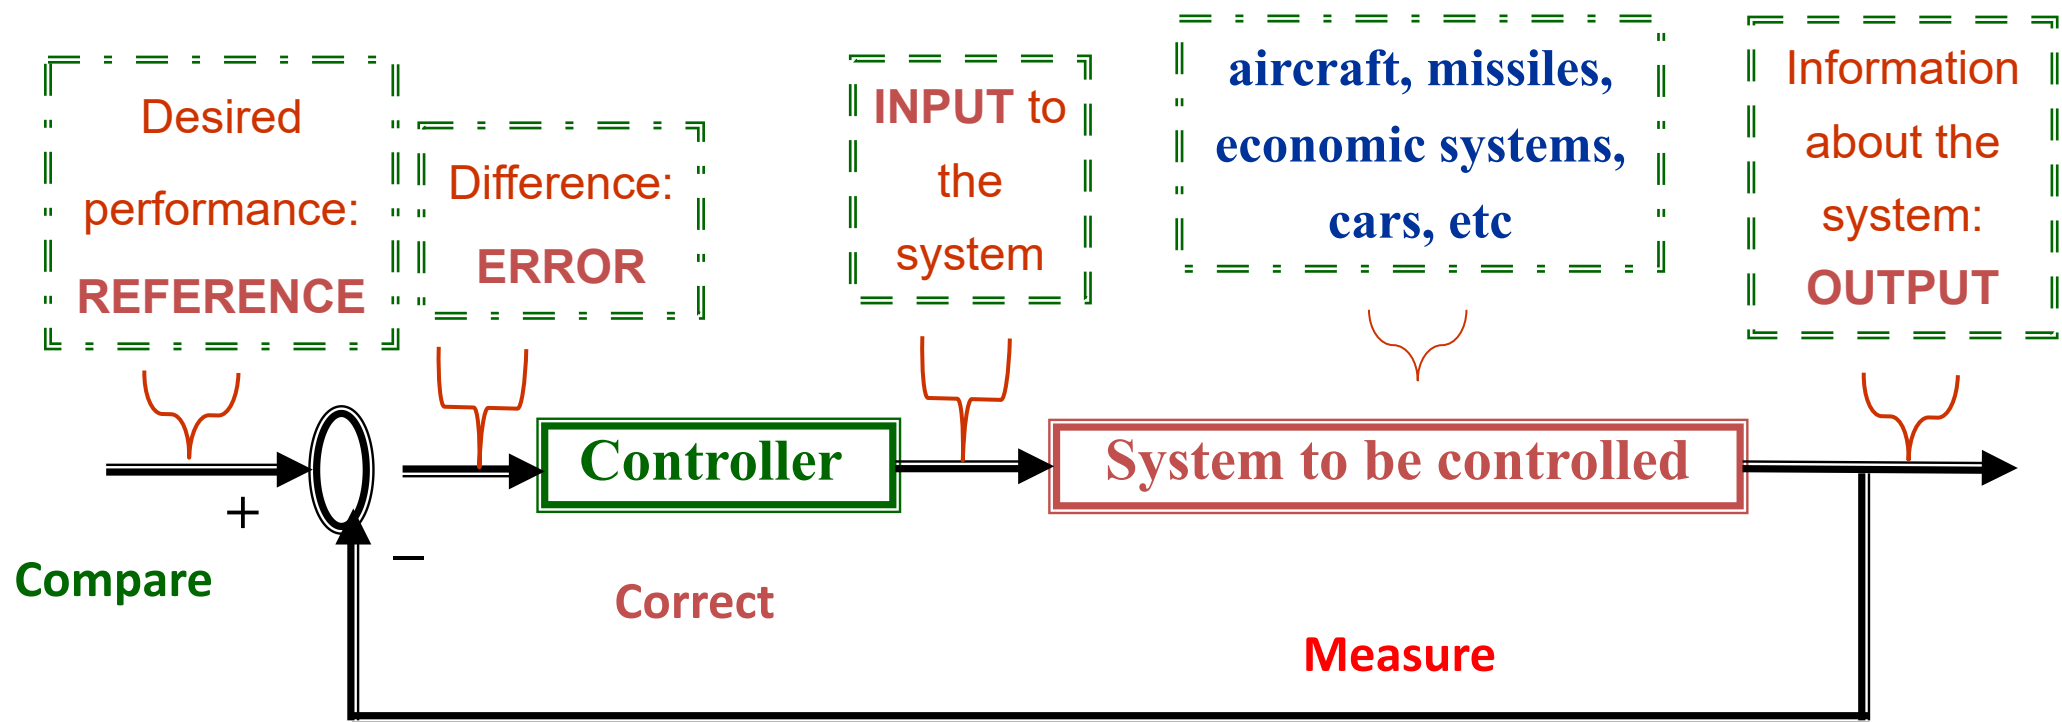 Desired
performance:
REFERENCE
Difference:
ERROR
INPUT to
the
system
aircraft, missiles,
economic systems,
cars, etc
Information
about the
system:
OUTPUT
Controller
System to be controlled
+
−
Compare
Correct
Measure